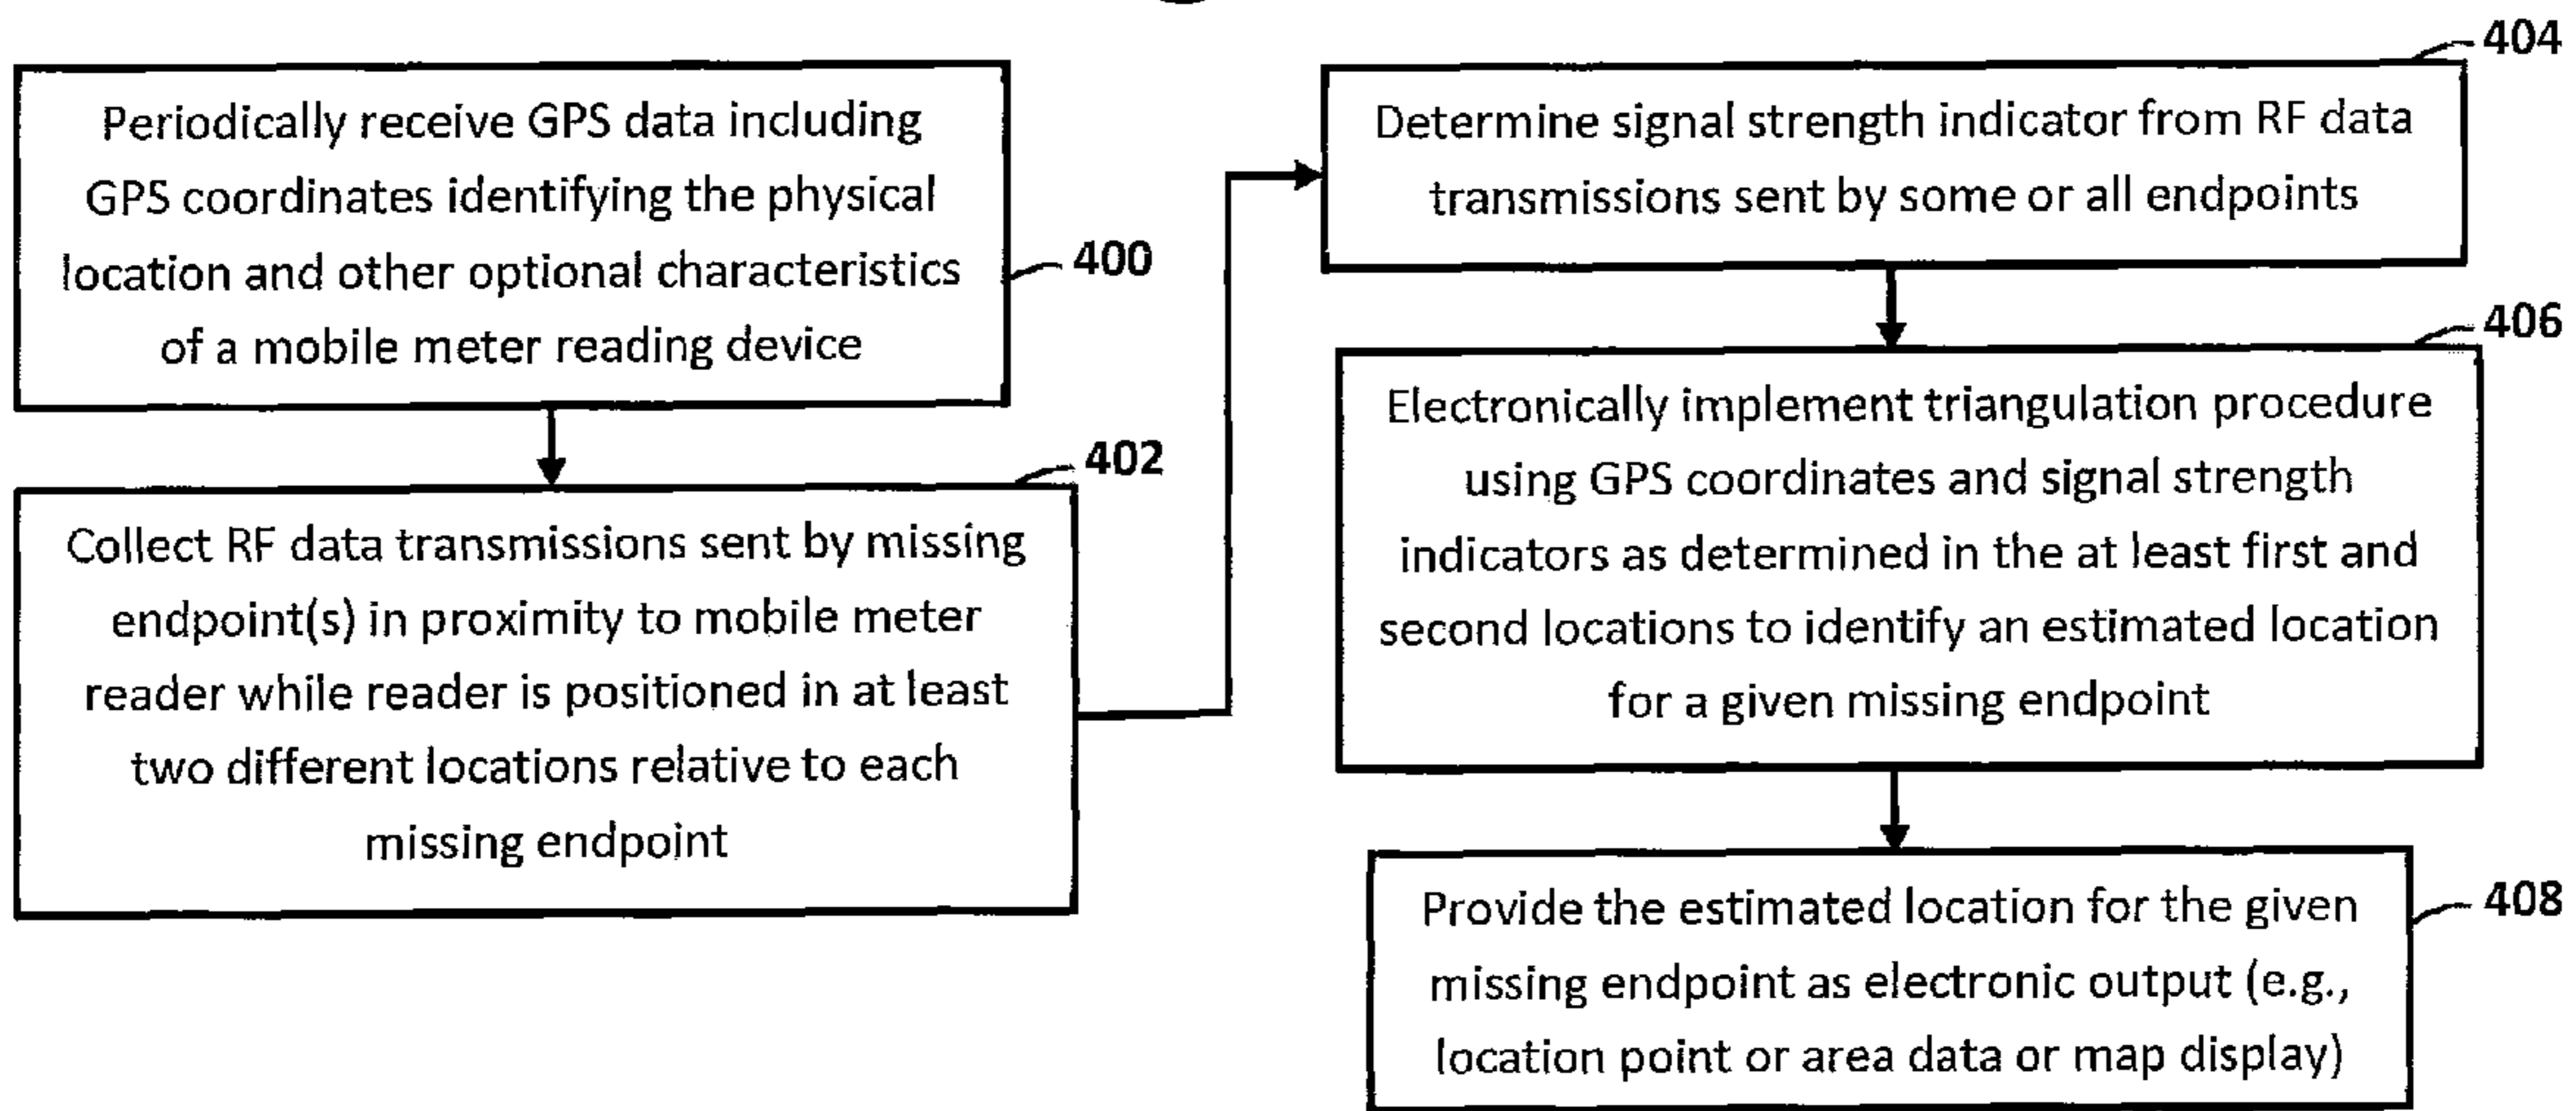 Periodically receive GPS data including
GPS coordinates identifying the physical
location and other optional characteristics
of a mobile meter reading device
400
402
Collect RF data transmissions sent by missing
endpoint(s) in proximity to mobile meter
reader while reader is positioned in at least
two different locations relative to each
missing endpoint
404
Determine signal strength indicator from RF data
transmissions sent by some or all endpoints
406
Electronically implement triangulation procedure
using GPS coordinates and signal strength
indicators as determined in the at least first and
second locations to identify an estimated location
for a given missing endpoint
408
Provide the estimated location for the given
missing endpoint as electronic output (e.g.,
location point or area data or map display)